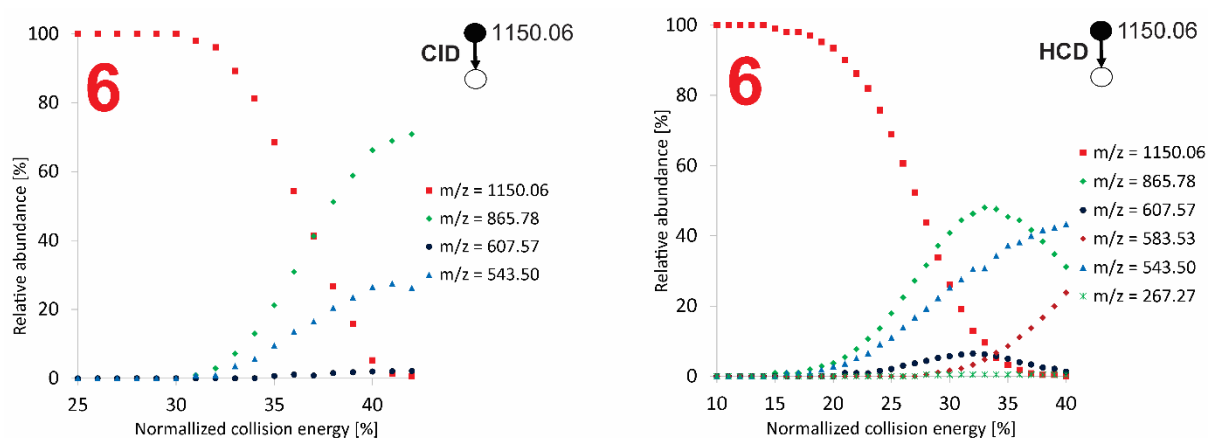 6
CID
1150.06
Relative abundance [%]
100
80
60
40
20
0
25
30
35
40
Normallized collision energy [%]
m/z = 1150.06
m/z = 865.78
m/z = 607.57
m/z = 543.50
6
HCD
1150.06
Relative abundance [%]
100
80
60
40
20
0
10
15
20
25
30
35
40
Normallized collision energy [%]
m/z = 1150.06
m/z = 865.78
m/z = 607.57
m/z = 583.53
m/z = 543.50
m/z = 267.27